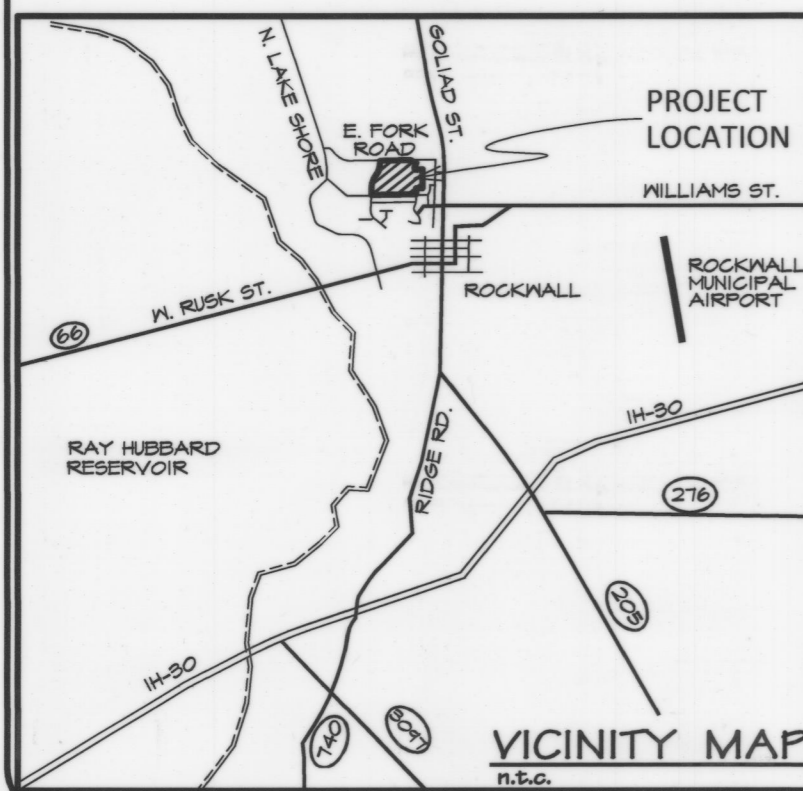 N. LAKE SHORE
GOLIAD ST.
PROJECT
LOCATION
E. FORK
ROAD
WILLIAMS ST.
ROCKWALL
MUNICIPAL
AIRPORT
ROCKWALL
W. RUSK ST.
66
IH-30
RAY HUBBARD
RESERVOIR
RIDGE RD.
276
205
IH-30
740
3097
VICINITY MAP
n.t.c.